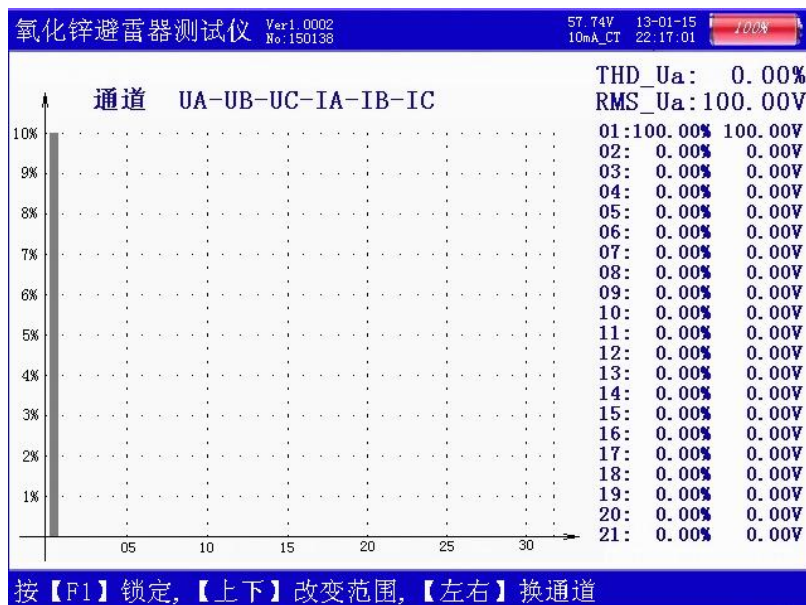 氧化锌避雷器测试仪 Ver1.0002 No:150138
57.74V 13-01-15
10mA_CT 22:17:01
100%
通道 UA-UB-UC-IA-IB-IC
THD_Ua: 0.00%
RMS_Ua:100.00V
01:100.00% 100.00V
02: 0.00% 0.00V
03: 0.00% 0.00V
04: 0.00% 0.00V
05: 0.00% 0.00V
06: 0.00% 0.00V
07: 0.00% 0.00V
08: 0.00% 0.00V
09: 0.00% 0.00V
10: 0.00% 0.00V
11: 0.00% 0.00V
12: 0.00% 0.00V
13: 0.00% 0.00V
14: 0.00% 0.00V
15: 0.00% 0.00V
16: 0.00% 0.00V
17: 0.00% 0.00V
18: 0.00% 0.00V
19: 0.00% 0.00V
20: 0.00% 0.00V
21: 0.00% 0.00V
10%
9%
8%
7%
6%
5%
4%
3%
2%
1%
05 10 15 20 25 30
按【F1】锁定,【上下】改变范围,【左右】换通道